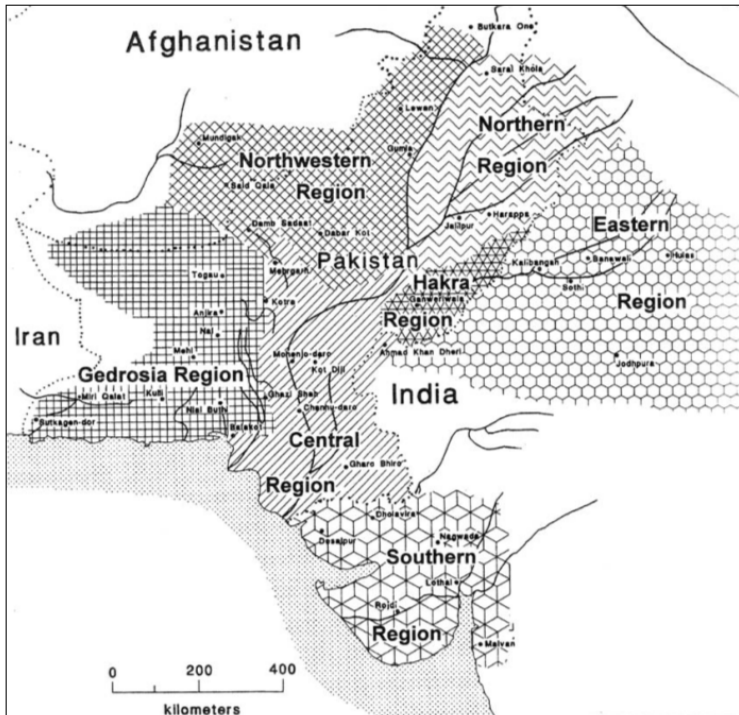 Butkara One
Afghanistan
Sarai Khola
Lewan
Northern
Mundigak
Gumla
Northwestern
Region
Said Qala
Region
Harappa
Jalilpur
Eastern
Damb Sadaat
Dabar Kot
Pakistan
Kalibangan
Banawali
Hulas
Mehrgarh
Hakra
Togau
Sothi
Ganweriwala
Region
Kotra
Anjira
Region
Iran
Nal
Mohenjo-daro
Ahmad Khan Dheri
Mehi
Kot Diji
Jodhpura
Gedrosia Region
India
Miri Qalat
Kulli
Ghazi Shah
Nial Buthi
Chanhu-daro
Sutkagen-dor
Balakot
Central
Gharo Bhiro
Region
Dholavira
Desalpur
Nagwada
Southern
Lothal
Rojdi
Region
Malvan
0 200 400
kilometers